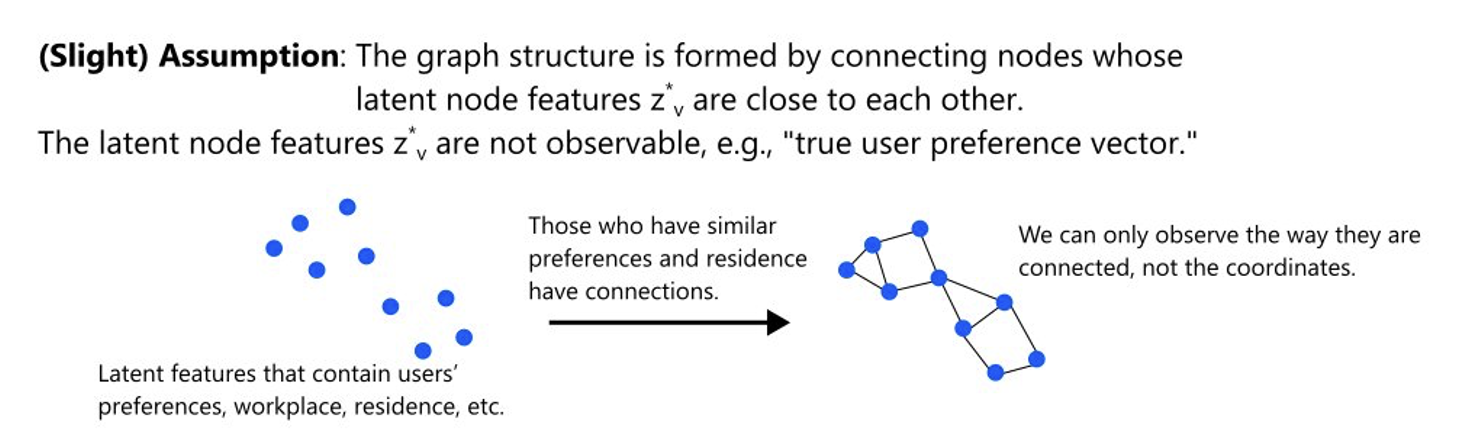 (Slight) Assumption: The graph structure is formed by connecting nodes whose
latent node features z*v are close to each other.
The latent node features z*v are not observable, e.g., "true user preference vector."
Those who have similar
preferences and residence
have connections.
We can only observe the way they are
connected, not the coordinates.
Latent features that contain users’
preferences, workplace, residence, etc.